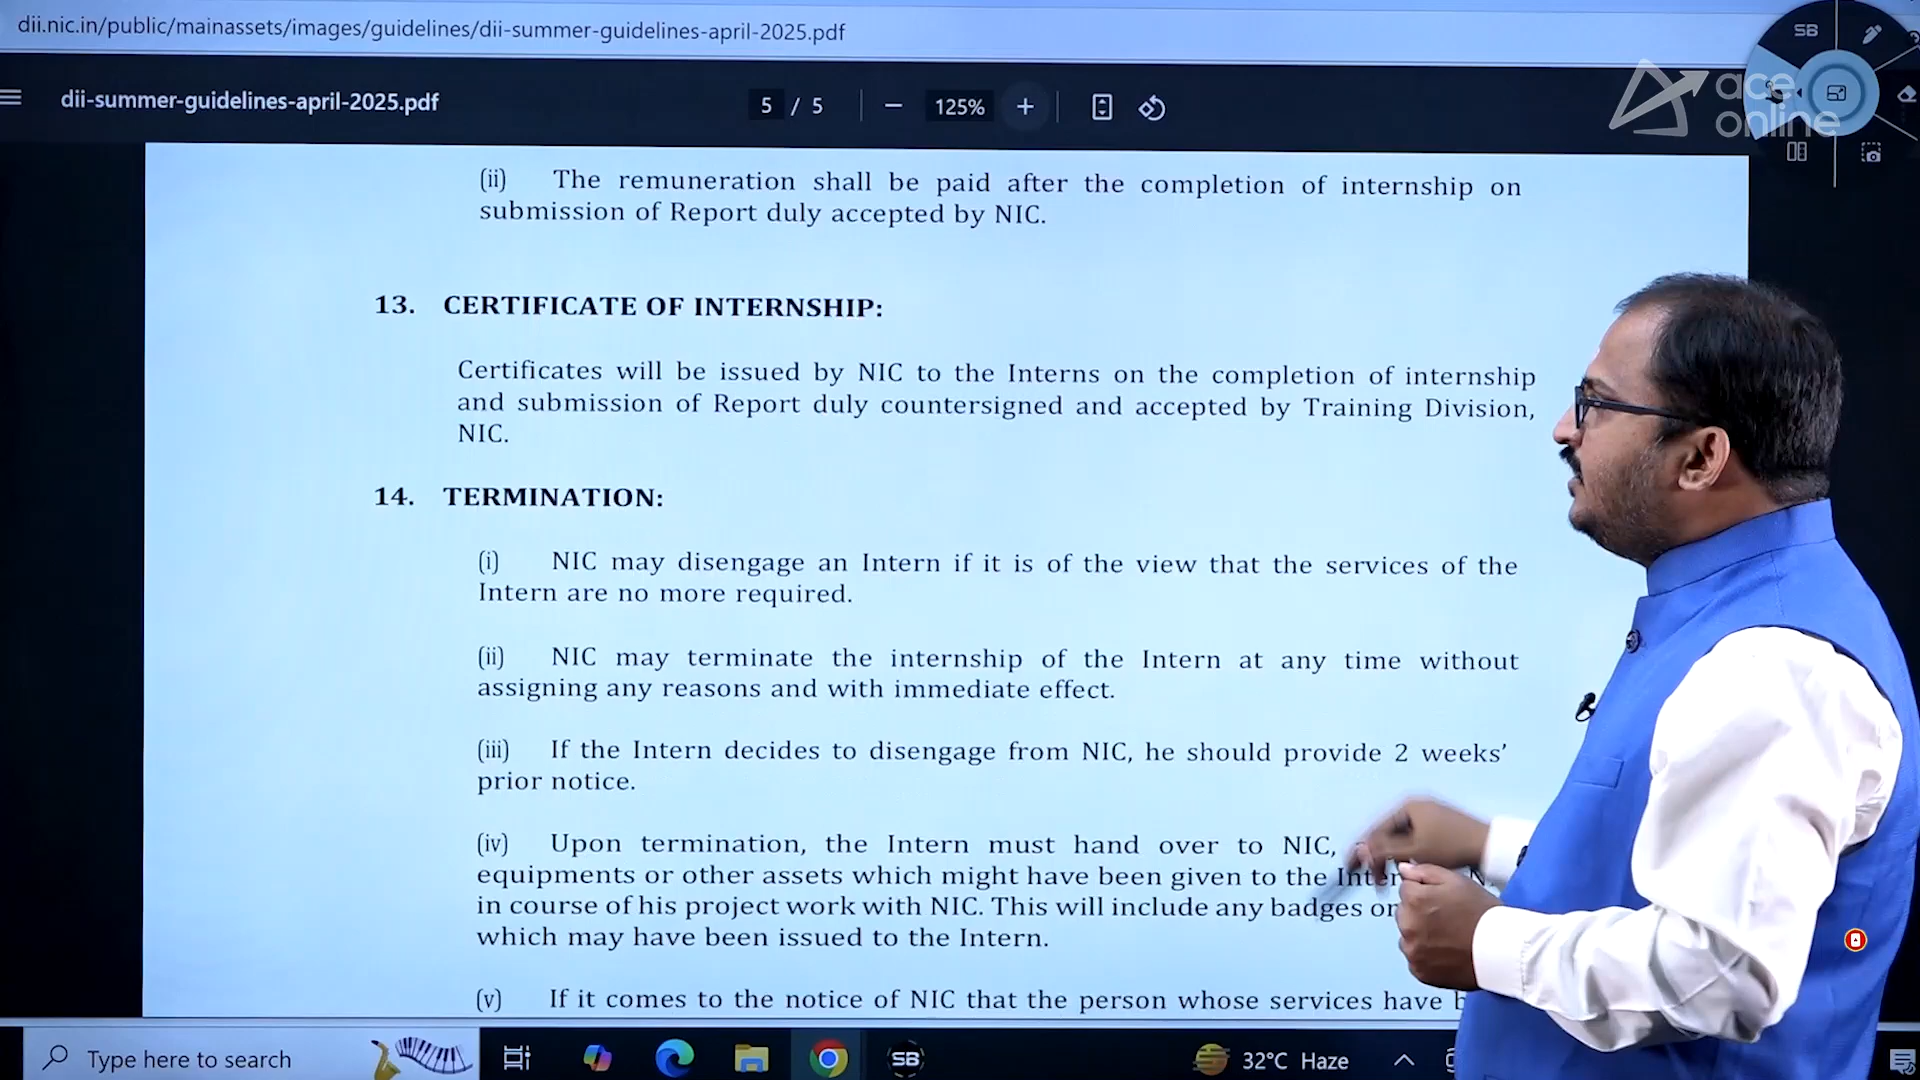 dii.nic.in/public/mainassets/images/guidelines/dii-summer-guidelines-april-2025.pdf
SB
dii-summer-guidelines-april-2025.pdf
5 / 5
125%
ace
online
(ii) The remuneration shall be paid after the completion of internship on
submission of Report duly accepted by NIC.
13. CERTIFICATE OF INTERNSHIP:
Certificates will be issued by NIC to the Interns on the completion of internship
and submission of Report duly countersigned and accepted by Training Division,
NIC.
14. TERMINATION:
(i) NIC may disengage an Intern if it is of the view that the services of the
Intern are no more required.
(ii) NIC may terminate the internship of the Intern at any time without
assigning any reasons and with immediate effect.
(iii) If the Intern decides to disengage from NIC, he should provide 2 weeks’
prior notice.
(iv) Upon termination, the Intern must hand over to NIC,
equipments or other assets which might have been given to the
in course of his project work with NIC. This will include any badges or
which may have been issued to the Intern.
(v) If it comes to the notice of NIC that the person whose services have
Type here to search
SB
32°C Haze